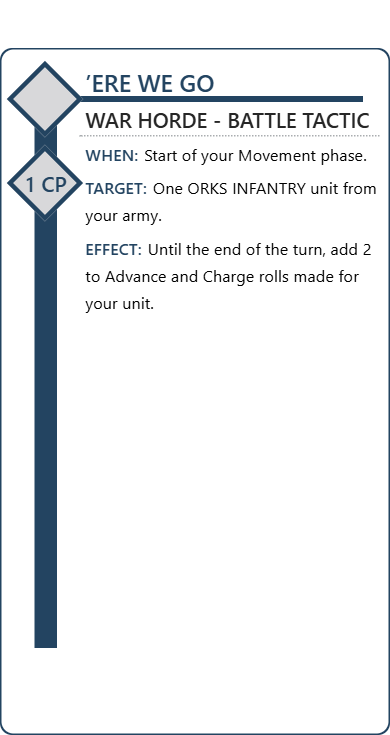 ’ERE WE GO
WAR HORDE - BATTLE TACTIC
WHEN: Start of your Movement phase.
1 CP
TARGET: One ORKS INFANTRY unit from
your army.
EFFECT: Until the end of the turn, add 2
to Advance and Charge rolls made for
your unit.